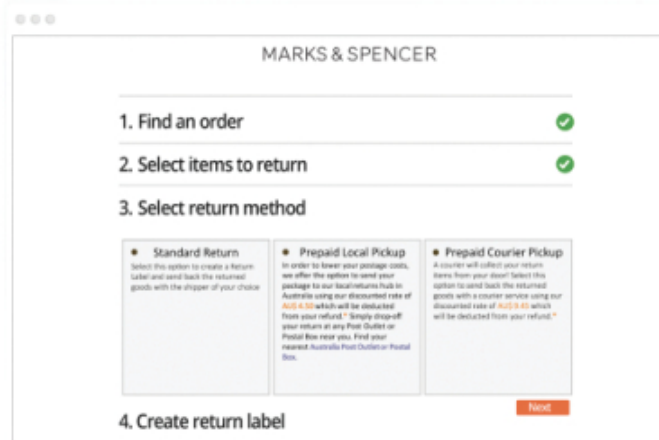 MARKS & SPENCER
1. Find an order
2. Select items to return
3. Select return method
Standard Return
Select this option to create a Return
Label and send back the returned
goods with the shipper of your choice
Prepaid Local Pickup
In order to lower your postage costs,
we offer the option to send your
package to our local returns hub in
Australia using our discounted rate of
AU$ 4.50 which will be deducted
from your refund.* Simply drop-off
your return at any Post Outlet or
Postal Box near you. Find your
nearest Australia Post Outlet or Postal
Box.
Prepaid Courier Pickup
A courier will collect your return
items from your door! Select this
option to send back the returned
goods with a courier service using our
discounted rate of AU$ 9.45 which
will be deducted from your refund.*
Next
4. Create return label